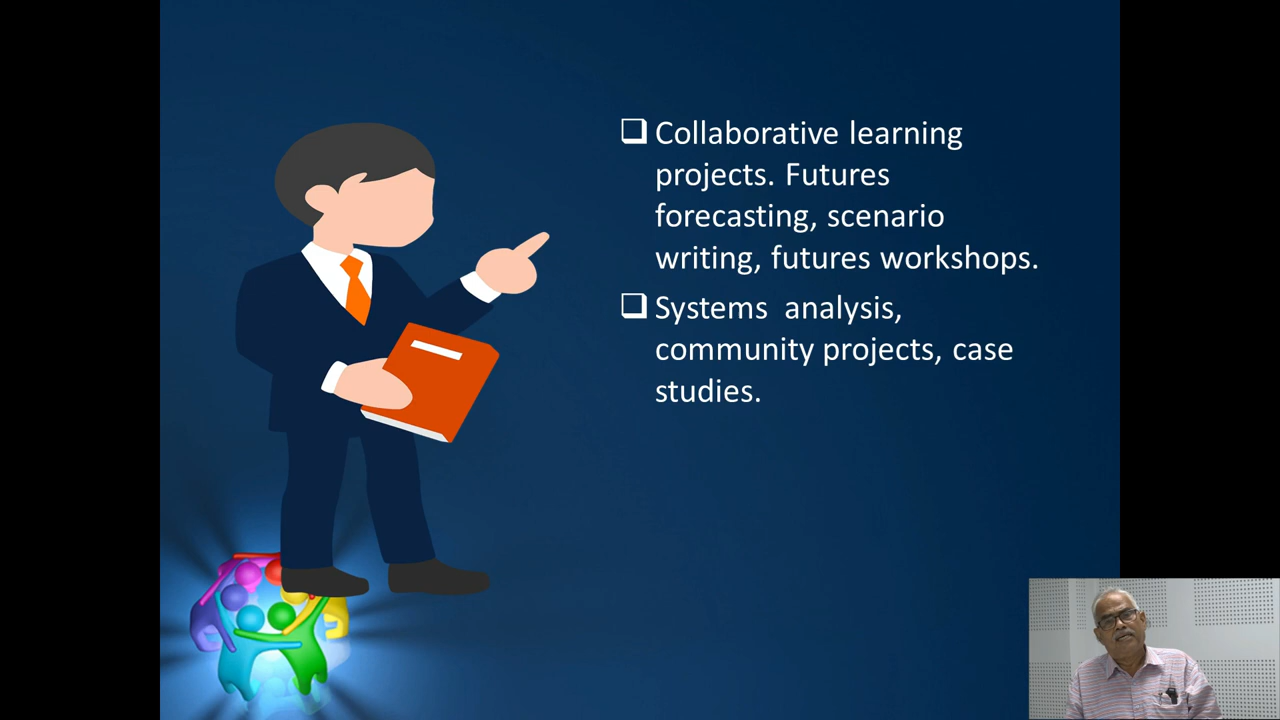 ❑ Collaborative learning
projects. Futures
forecasting, scenario
writing, futures workshops.
❑ Systems  analysis,
community projects, case
studies.